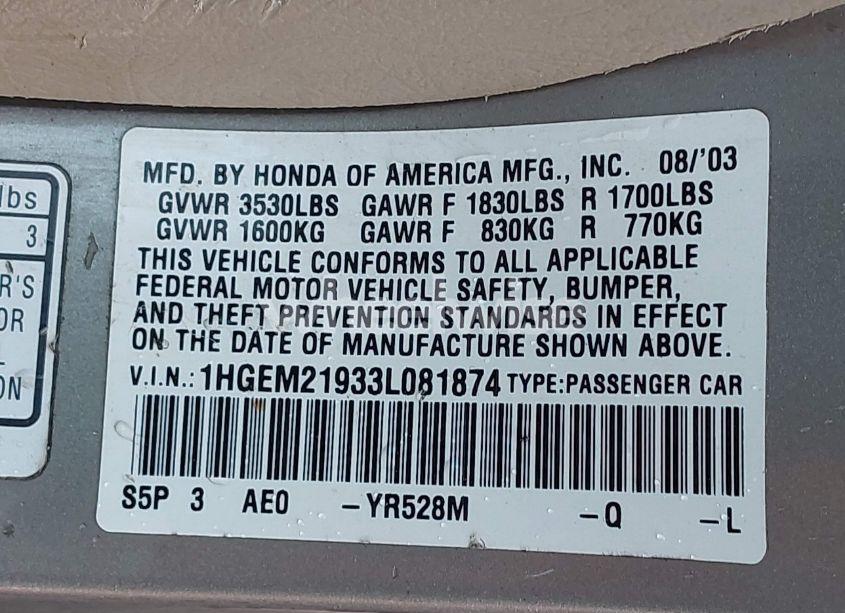 MFD. BY HONDA OF AMERICA MFG., INC. 08/'03
GVWR 3530LBS GAWR F 1830LBS R 1700LBS
GVWR 1600KG GAWR F 830KG R 770KG
THIS VEHICLE CONFORMS TO ALL APPLICABLE
FEDERAL MOTOR VEHICLE SAFETY, BUMPER,
AND THEFT PREVENTION STANDARDS IN EFFECT
ON THE DATE OF MANUFACTURE SHOWN ABOVE.
V.I.N.: 1HGEM21933L081874 TYPE:PASSENGER CAR
S5P 3 AE0 -YR528M -Q -L
lbs
3
R'S
OR
ON